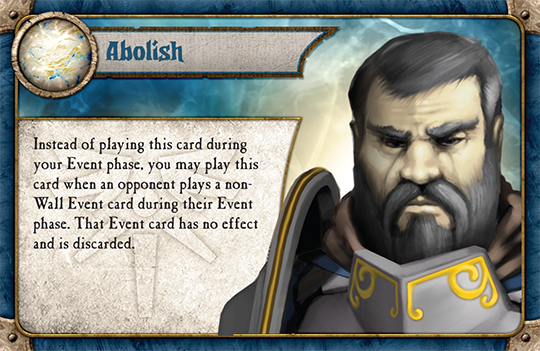 Abolish
Instead of playing this card during
your Event phase, you may play this
card when an opponent plays a non-
Wall Event card during their Event
phase. That Event card has no effect
and is discarded.